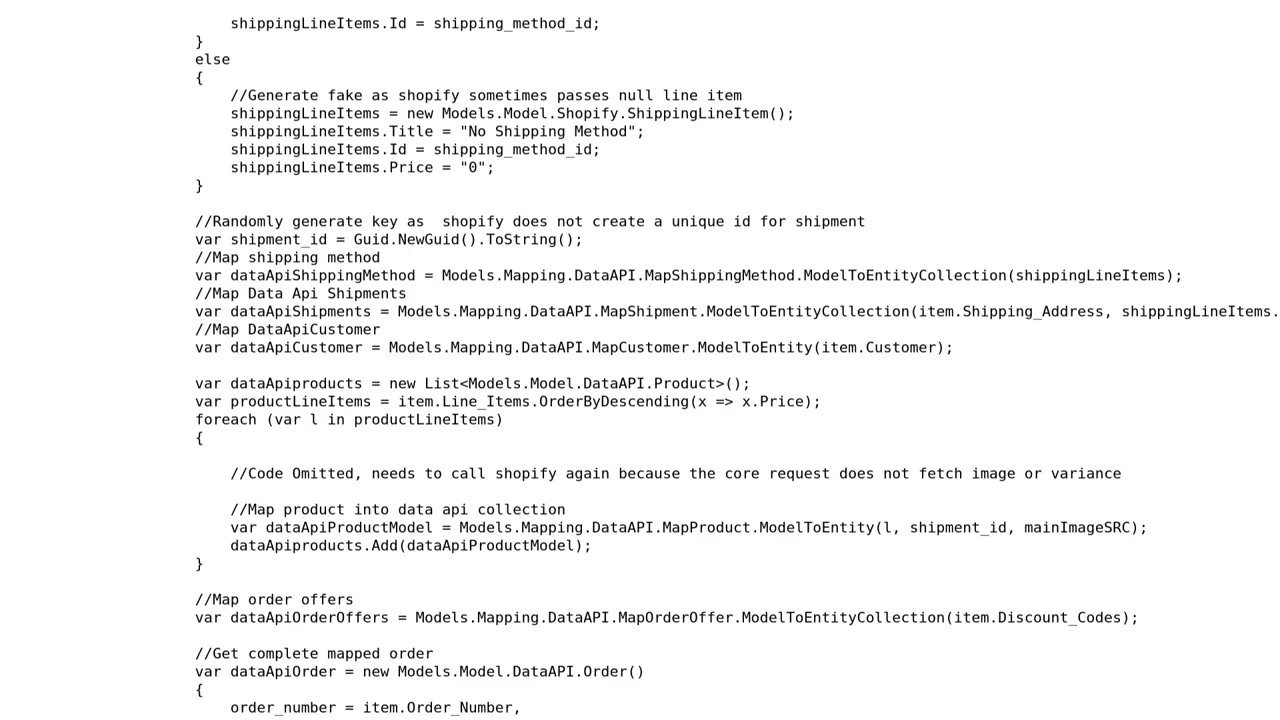 shippingLineItems.Id = shipping_method_id;
}
else
{
//Generate fake as shopify sometimes passes null line item
shippingLineItems = new Models.Model.Shopify.ShippingLineItem();
shippingLineItems.Title = "No Shipping Method";
shippingLineItems.Id = shipping_method_id;
shippingLineItems.Price = "0";
}
//Randomly generate key as  shopify does not create a unique id for shipment
var shipment_id = Guid.NewGuid().ToString();
//Map shipping method
var dataApiShippingMethod = Models.Mapping.DataAPI.MapShippingMethod.ModelToEntityCollection(shippingLineItems);
//Map Data Api Shipments
var dataApiShipments = Models.Mapping.DataAPI.MapShipment.ModelToEntityCollection(item.Shipping_Address, shippingLineItems.
//Map DataApiCustomer
var dataApiCustomer = Models.Mapping.DataAPI.MapCustomer.ModelToEntity(item.Customer);
var dataApiproducts = new List<Models.Model.DataAPI.Product>();
var productLineItems = item.Line_Items.OrderByDescending(x => x.Price);
foreach (var l in productLineItems)
{
//Code Omitted, needs to call shopify again because the core request does not fetch image or variance
//Map product into data api collection
var dataApiProductModel = Models.Mapping.DataAPI.MapProduct.ModelToEntity(l, shipment_id, mainImageSRC);
dataApiproducts.Add(dataApiProductModel);
}
//Map order offers
var dataApiOrderOffers = Models.Mapping.DataAPI.MapOrderOffer.ModelToEntityCollection(item.Discount_Codes);
//Get complete mapped order
var dataApiOrder = new Models.Model.DataAPI.Order()
{
order_number = item.Order_Number,